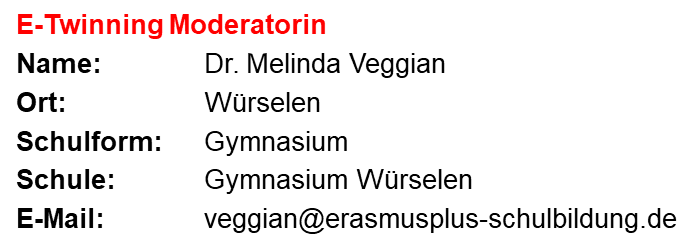 E-Twinning Moderatorin
Name: Dr. Melinda Veggian
Ort: Würselen
Schulform: Gymnasium
Schule: Gymnasium Würselen
E-Mail: veggian@erasmusplus-schulbildung.de